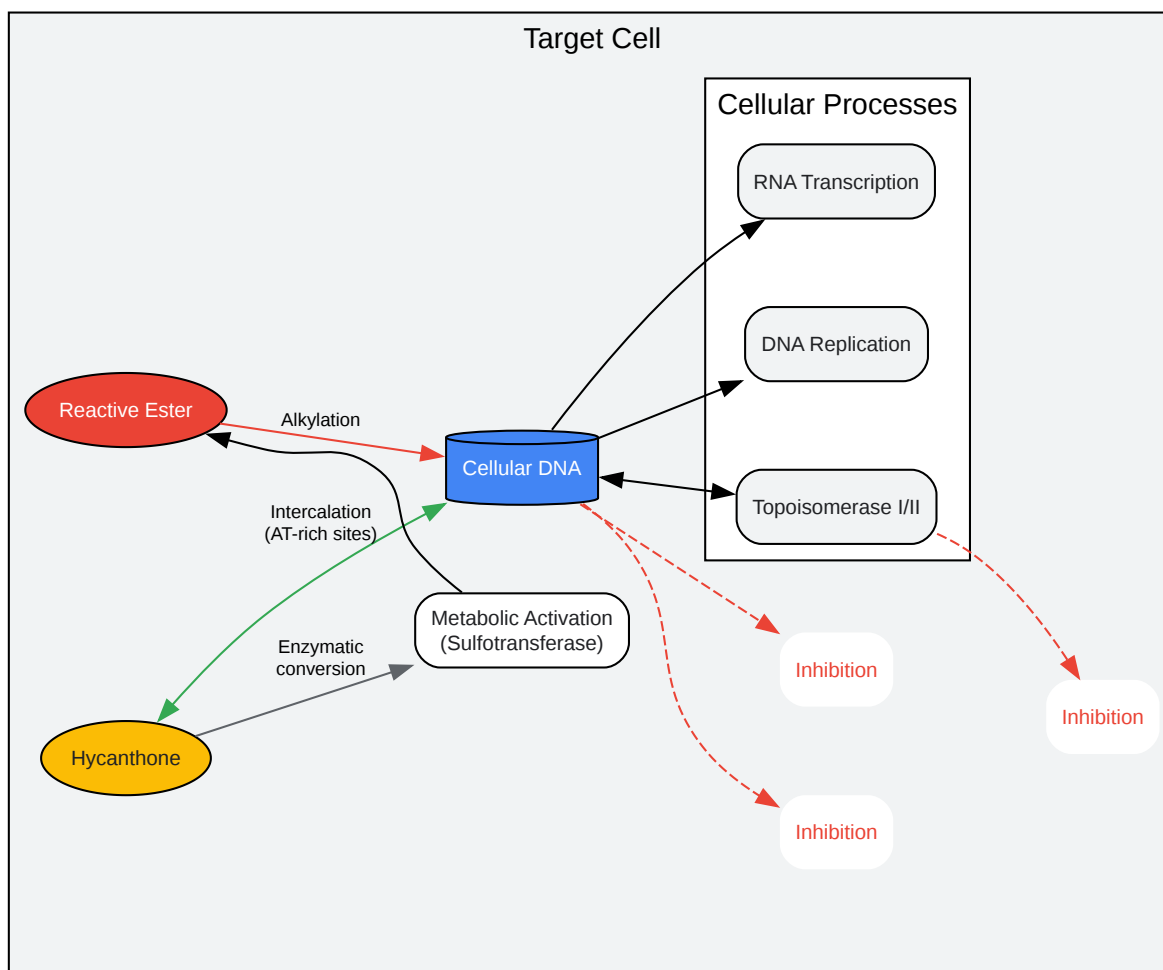 Target Cell
Cellular Processes
RNA Transcription
DNA Replication
Reactive Ester
Alkylation
Cellular DNA
Topoisomerase I/II
Intercalation
(AT-rich sites)
Metabolic Activation
(Sulfotransferase)
Enzymatic
conversion
Inhibition
Inhibition
Hycanthone
Inhibition